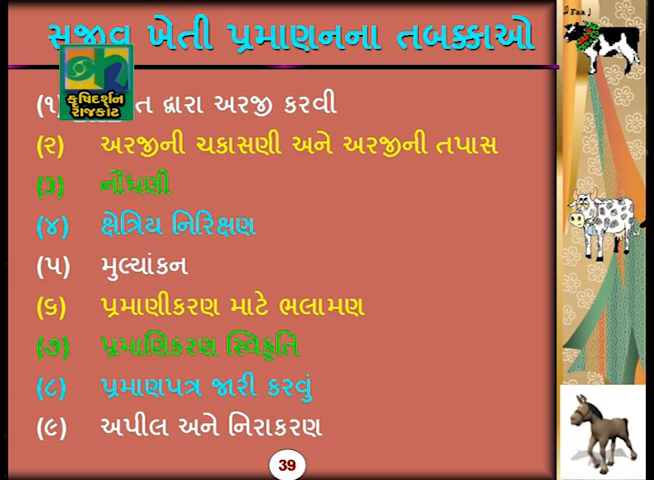 સજીવ ખેતી પ્રમાણનના તબક્કાઓ
કૃષિદર્શન
રાજકોટ
(૧) દ્વારા અરજી કરવી
(૨) અરજીની ચકાસણી અને અરજીની તપાસ
(૩) નોંધણી
(૪) ક્ષેત્રિય નિરિક્ષણ
(૫) મુલ્યાંકન
(૬) પ્રમાણીકરણ માટે ભલામણ
(૭) પ્રમાણિકરણ સ્વિકૃતિ
(૮) પ્રમાણપત્ર જારી કરવું
(૯) અપીલ અને નિરાકરણ
39